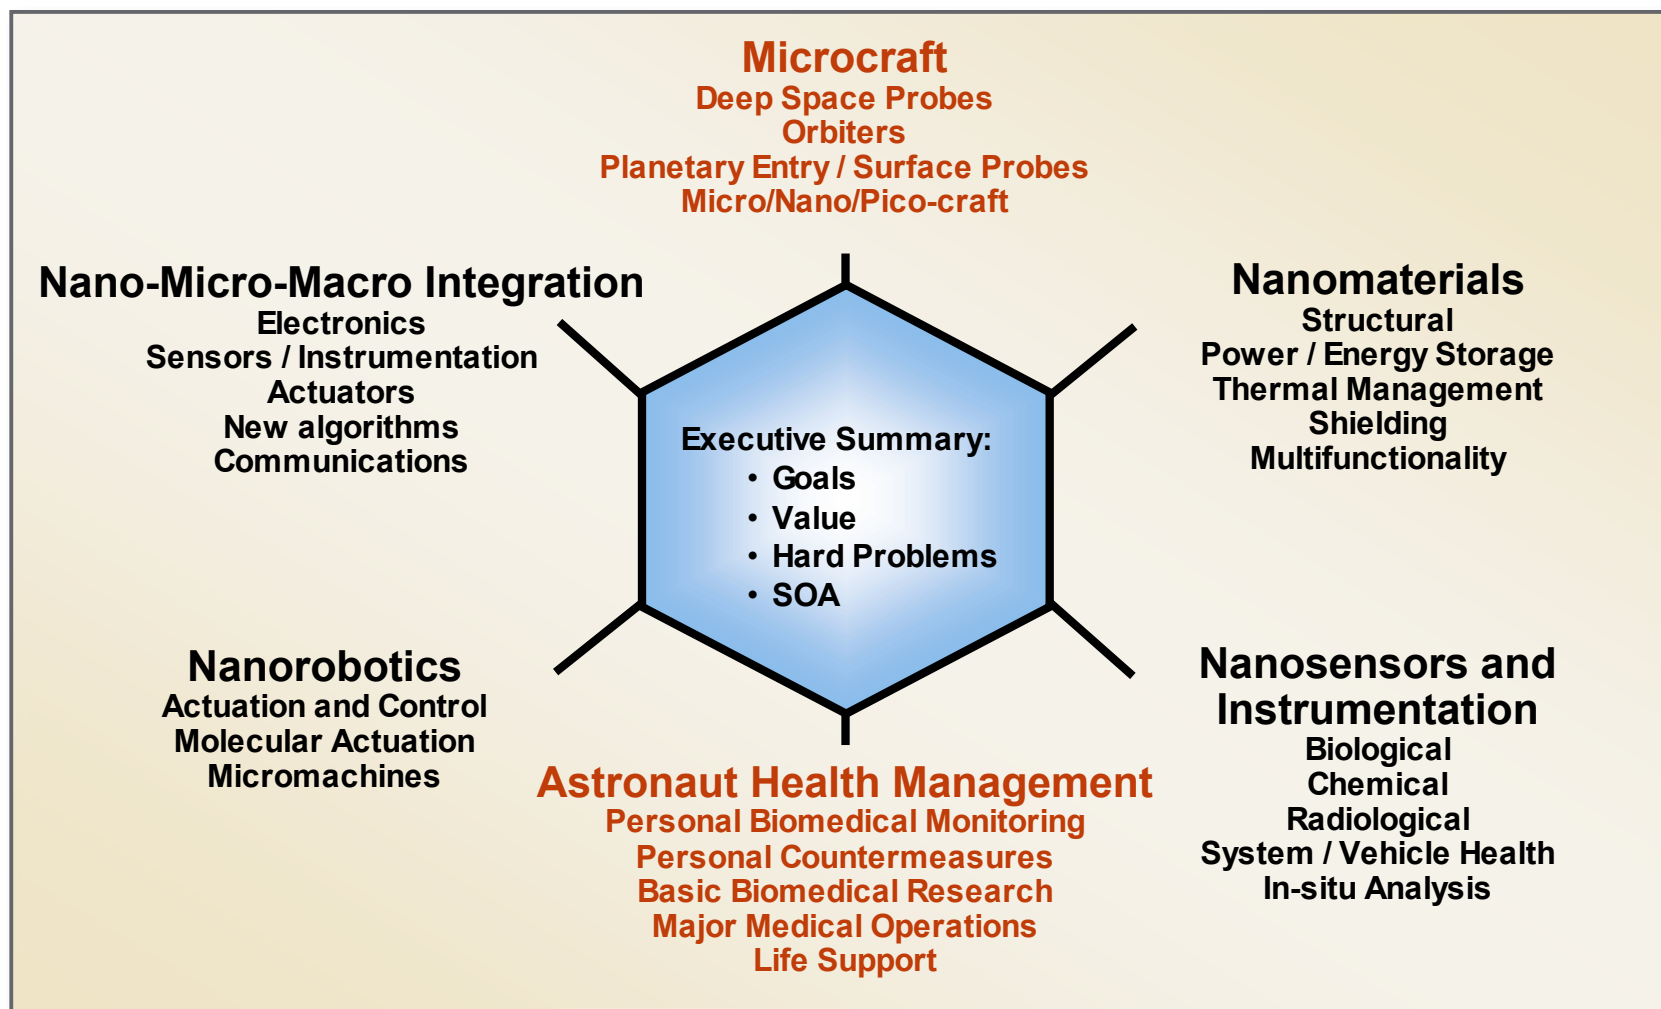 Microcraft
Deep Space Probes
Orbiters
Planetary Entry / Surface Probes
Micro/Nano/Pico-craft
Nano-Micro-Macro Integration
Electronics
Sensors / Instrumentation
Actuators
New algorithms
Communications
Nanomaterials
Structural
Power / Energy Storage
Thermal Management
Shielding
Multifunctionality
Executive Summary:
• Goals
• Value
• Hard Problems
• SOA
Nanorobotics
Actuation and Control
Molecular Actuation
Micromachines
Astronaut Health Management
Personal Biomedical Monitoring
Personal Countermeasures
Basic Biomedical Research
Major Medical Operations
Life Support
Nanosensors and
Instrumentation
Biological
Chemical
Radiological
System / Vehicle Health
In-situ Analysis